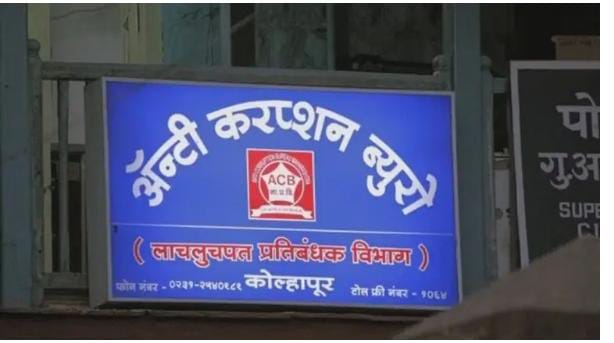 ॲन्टी करप्शन ब्युरो
ACB
ला.प्र.वि.
( लाचलुचपत प्रतिबंधक विभाग )
फोन नंबर - ०२३१-२५४०९८९ कोल्हापूर टोल फ्री नंबर - १०६४
पो
गु.अ
SUPE